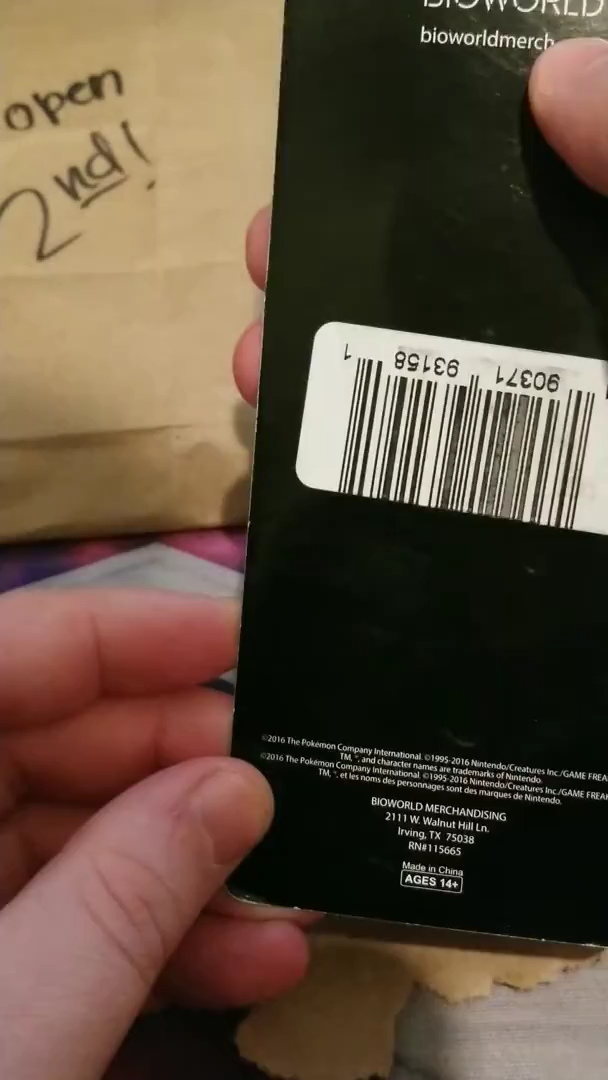 open
2nd!
BIOWORLD
bioworldmerch
1 90371 93158 1
©2016 The Pokémon Company International. ©1995-2016 Nintendo/Creatures Inc./GAME FREAK
TM, ®, and character names are trademarks of Nintendo.
©2016 The Pokémon Company International. ©1995-2016 Nintendo/Creatures Inc./GAME FREAK
TM, ®. et les noms des personnages sont des marques de Nintendo.
BIOWORLD MERCHANDISING
2111 W. Walnut Hill Ln.
Irving, TX 75038
RN#115665
Made in China
AGES 14+